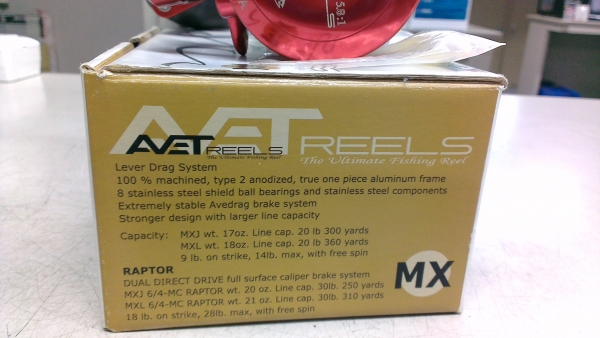 5.8:1
AVET REELS
The Ultimate Fishing Reel
AVET REELS
The Ultimate Fishing Reel
Lever Drag System
100 % machined, type 2 anodized, true one piece aluminum frame
8 stainless steel shield ball bearings and stainless steel components
Extremely stable Avedrag brake system
Stronger design with larger line capacity
Capacity: MXJ wt. 17oz. Line cap. 20 lb 300 yards
MXL wt. 18oz. Line cap. 20 lb 360 yards
9 lb. on strike, 14lb. max, with free spin
RAPTOR
DUAL DIRECT DRIVE full surface caliper brake system
MXJ 6/4-MC RAPTOR wt. 20 oz. Line cap. 30lb. 250 yards
MXL 6/4-MC RAPTOR wt. 21 oz. Line cap. 30lb. 310 yards
18 lb. on strike, 28lb. max, with free spin
MX